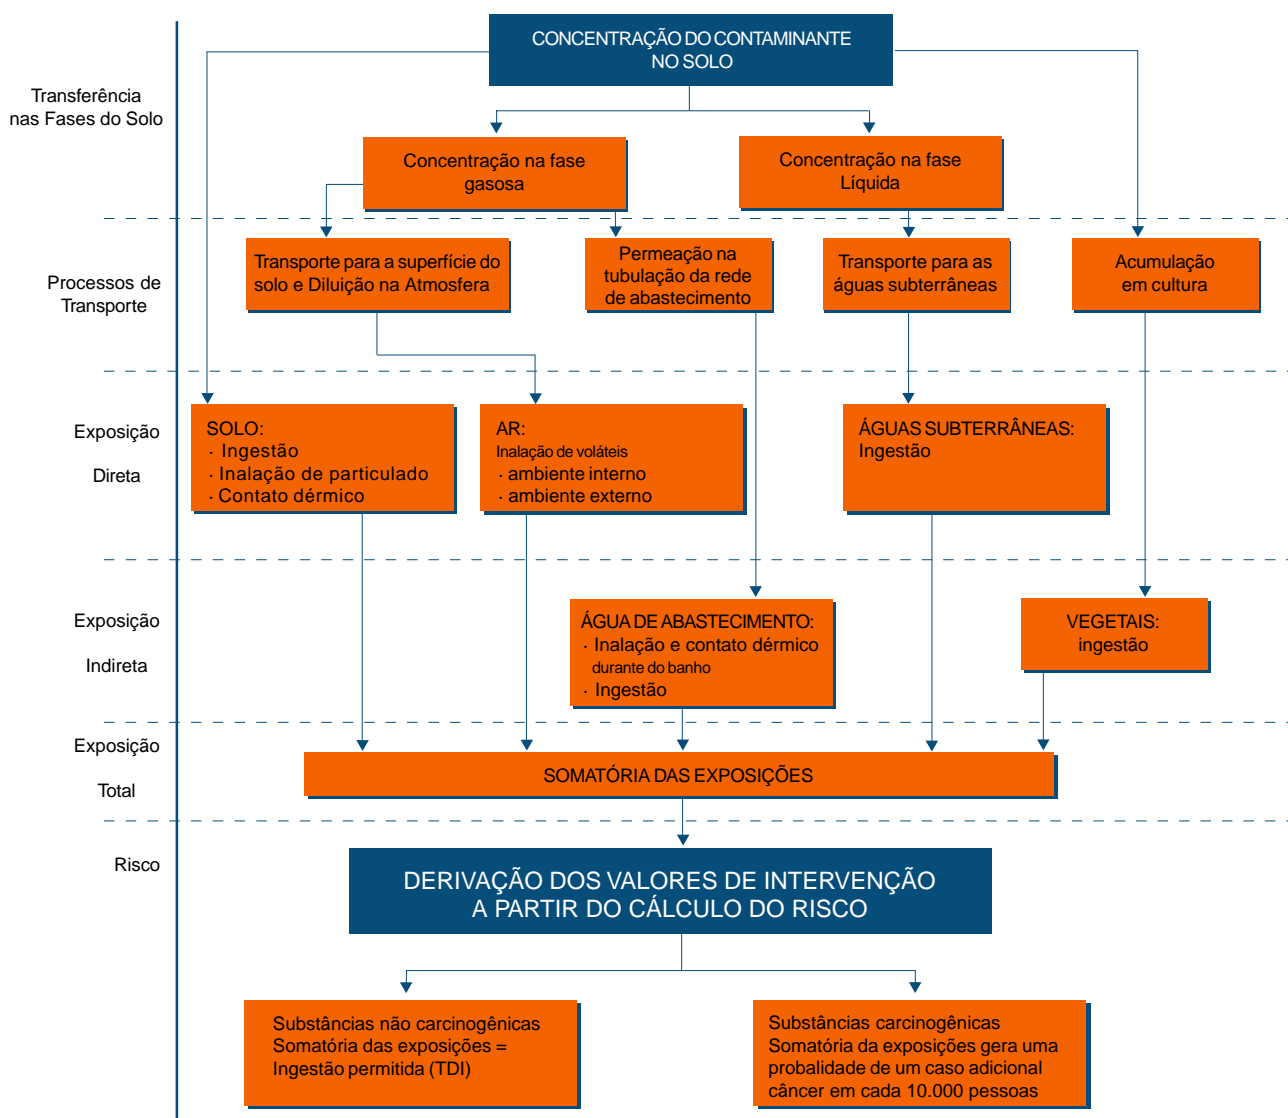 CONCENTRAÇÃO DO CONTAMINANTE
NO SOLO
Transferência
nas Fases do Solo
Concentração na fase
gasosa
Concentração na fase
Líquida
Processos de
Transporte
Transporte para a superfície do
solo e Diluição na Atmosfera
Permeação na
tubulação da rede
de abastecimento
Transporte para as
águas subterrâneas
Acumulação
em cultura
Exposição
Direta
SOLO:
· Ingestão
· Inalação de particulado
· Contato dérmico
AR:
Inalação de voláteis
· ambiente interno
· ambiente externo
ÁGUAS SUBTERRÂNEAS:
Ingestão
Exposição
Indireta
ÁGUA DE ABASTECIMENTO:
· Inalação e contato dérmico
durante do banho
· Ingestão
VEGETAIS:
ingestão
Exposição
Total
SOMATÓRIA DAS EXPOSIÇÕES
Risco
DERIVAÇÃO DOS VALORES DE INTERVENÇÃO
A PARTIR DO CÁLCULO DO RISCO
Substâncias não carcinogênicas
Somatória das exposições =
Ingestão permitida (TDI)
Substâncias carcinogênicas
Somatória da exposições gera uma
probalidade de um caso adicional
câncer em cada 10.000 pessoas